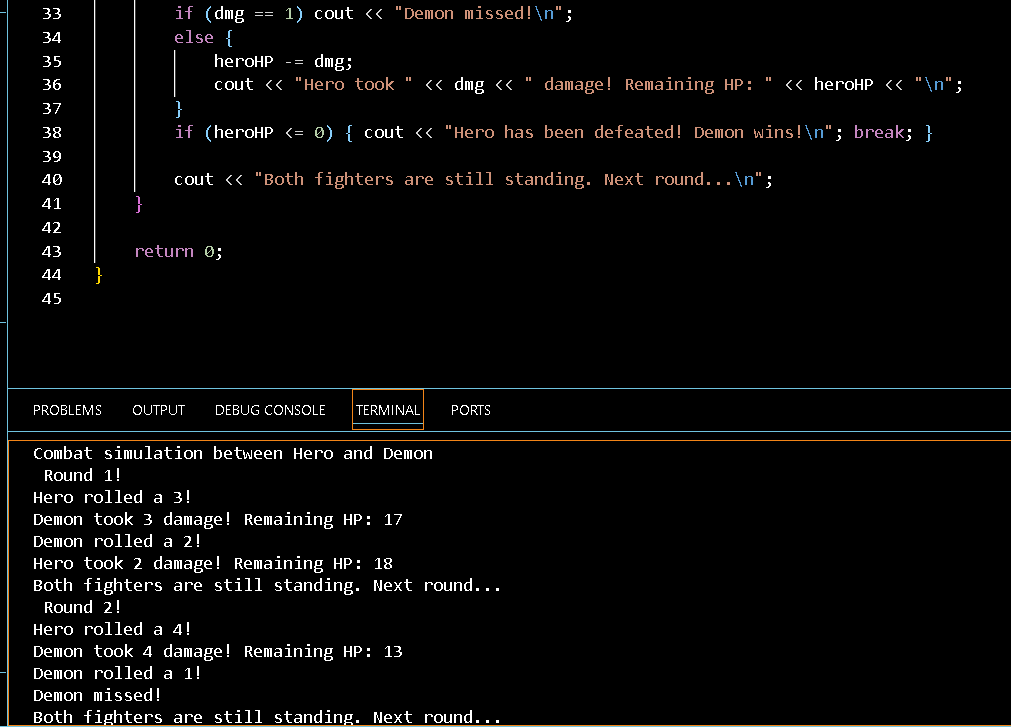 33 if (dmg == 1) cout << "Demon missed!\n";
34 else {
35 heroHP -= dmg;
36 cout << "Hero took " << dmg << " damage! Remaining HP: " << heroHP << "\n";
37 }
38 if (heroHP <= 0) { cout << "Hero has been defeated! Demon wins!\n"; break; }
39
40 cout << "Both fighters are still standing. Next round...\n";
41 }
42
43 return 0;
44 }
45
PROBLEMS OUTPUT DEBUG CONSOLE TERMINAL PORTS
Combat simulation between Hero and Demon
Round 1!
Hero rolled a 3!
Demon took 3 damage! Remaining HP: 17
Demon rolled a 2!
Hero took 2 damage! Remaining HP: 18
Both fighters are still standing. Next round...
Round 2!
Hero rolled a 4!
Demon took 4 damage! Remaining HP: 13
Demon rolled a 1!
Demon missed!
Both fighters are still standing. Next round...